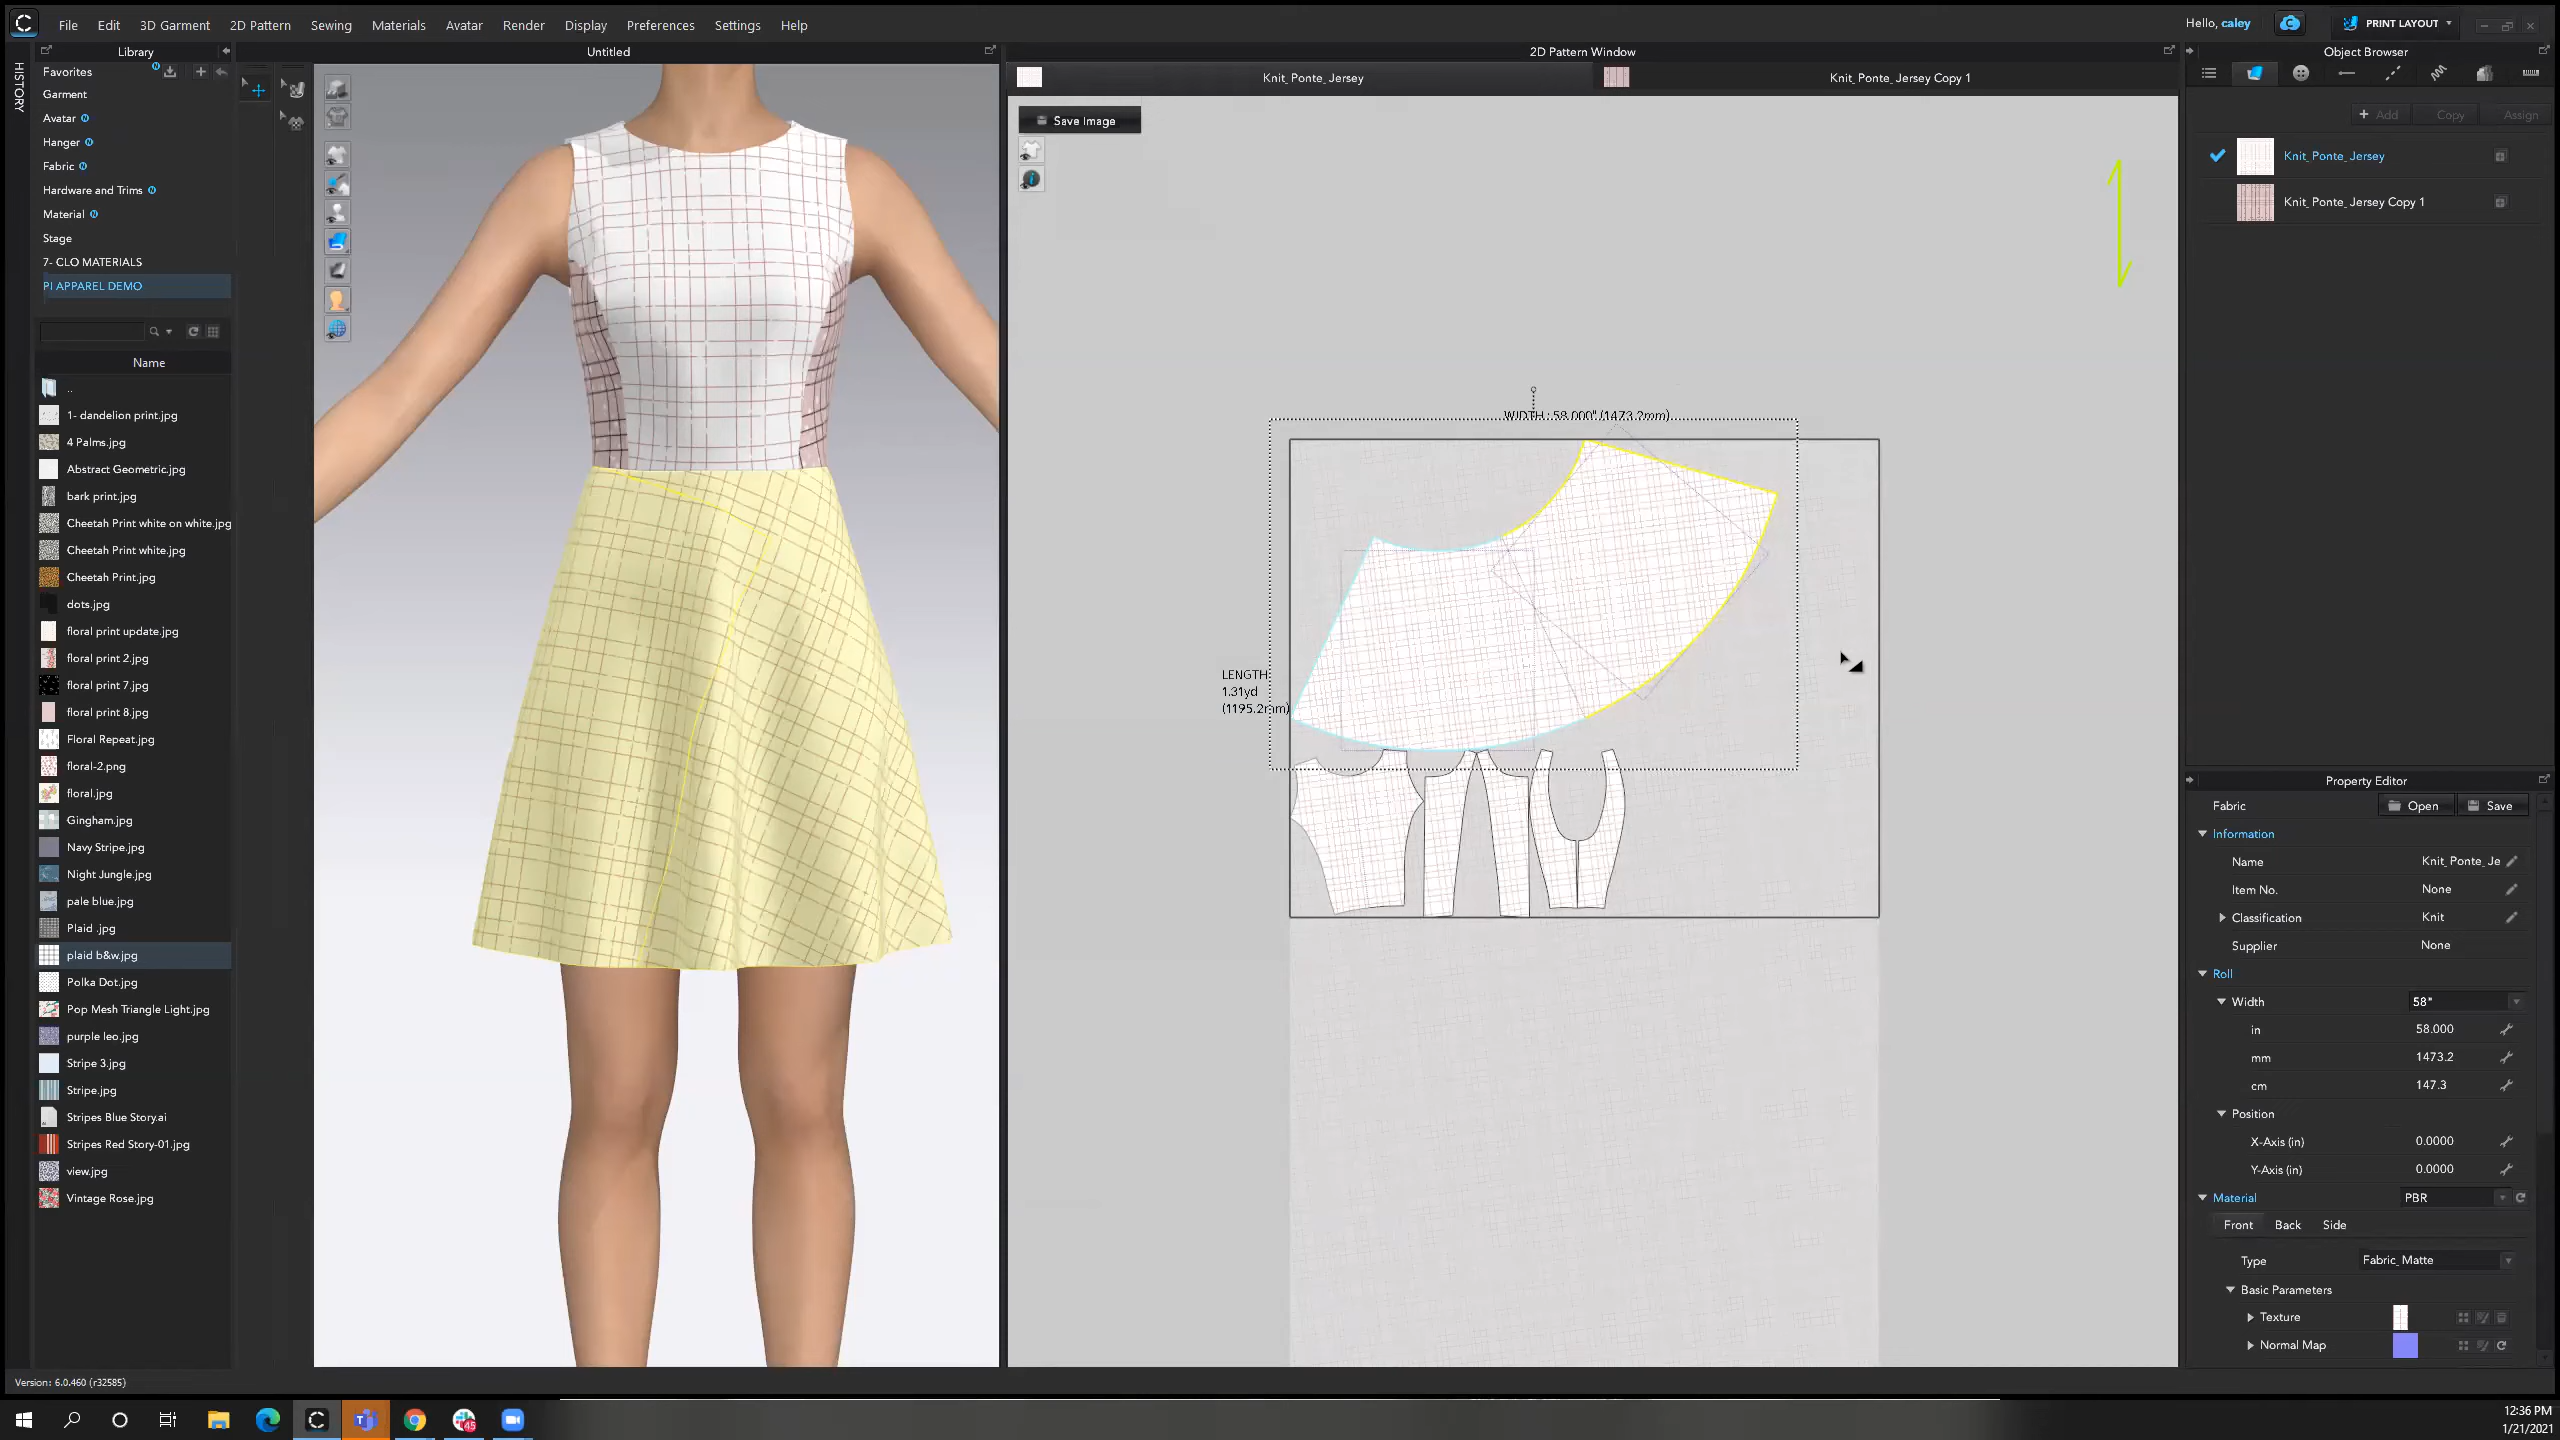 File Edit 3D Garment 2D Pattern Sewing Materials Avatar Render Display Preferences Settings Help
Hello, caley
PRINT LAYOUT
HISTORY
Library
Favorites
Garment
Avatar
Hanger
Fabric
Hardware and Trims
Material
Stage
7- CLO MATERIALS
PI APPAREL DEMO
Name
..
1- dandelion print.jpg
4 Palms.jpg
Abstract Geometric.jpg
bark print.jpg
Cheetah Print white on white.jpg
Cheetah Print white.jpg
Cheetah Print.jpg
dots.jpg
floral print update.jpg
floral print 2.jpg
floral print 7.jpg
floral print 8.jpg
Floral Repeat.jpg
floral-2.png
floral.jpg
Gingham.jpg
Navy Stripe.jpg
Night Jungle.jpg
pale blue.jpg
Plaid .jpg
plaid b&w.jpg
Polka Dot.jpg
Pop Mesh Triangle Light.jpg
purple leo.jpg
Stripe 3.jpg
Stripe.jpg
Stripes Blue Story.ai
Stripes Red Story-01.jpg
view.jpg
Vintage Rose.jpg
Version: 6.0.460 (r32585)
Untitled
2D Pattern Window
Knit_Ponte_Jersey
Knit_Ponte_Jersey Copy 1
Save Image
WIDTH : 58.000" (1473.2mm)
LENGTH
1.31yd
(1195.2mm)
Object Browser
+ Add Copy Assign
Knit_Ponte_Jersey
Knit_Ponte_Jersey Copy 1
Property Editor
Fabric Open Save
Information
Name Knit_Ponte_Je
Item No. None
Classification Knit
Supplier None
Roll
Width 58"
in 58.000
mm 1473.2
cm 147.3
Position
X-Axis (in) 0.0000
Y-Axis (in) 0.0000
Material PBR
Front Back Side
Type Fabric_Matte
Basic Parameters
Texture
Normal Map
45
12:36 PM
1/21/2021